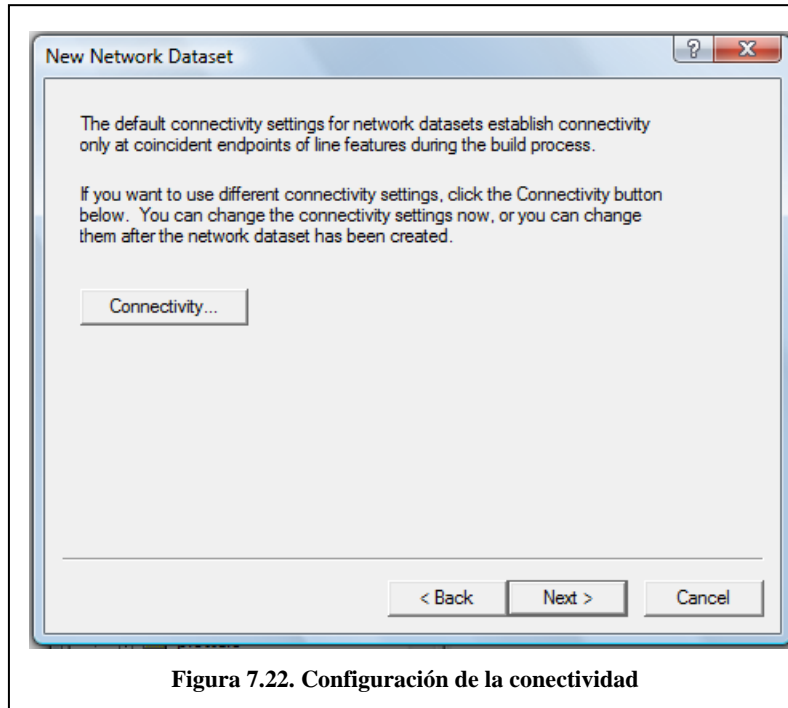 New Network Dataset
The default connectivity settings for network datasets establish connectivity
only at coincident endpoints of line features during the build process.
If you want to use different connectivity settings, click the Connectivity button
below. You can change the connectivity settings now, or you can change
them after the network dataset has been created.
Connectivity...
< Back Next > Cancel
Figura 7.22. Configuración de la conectividad